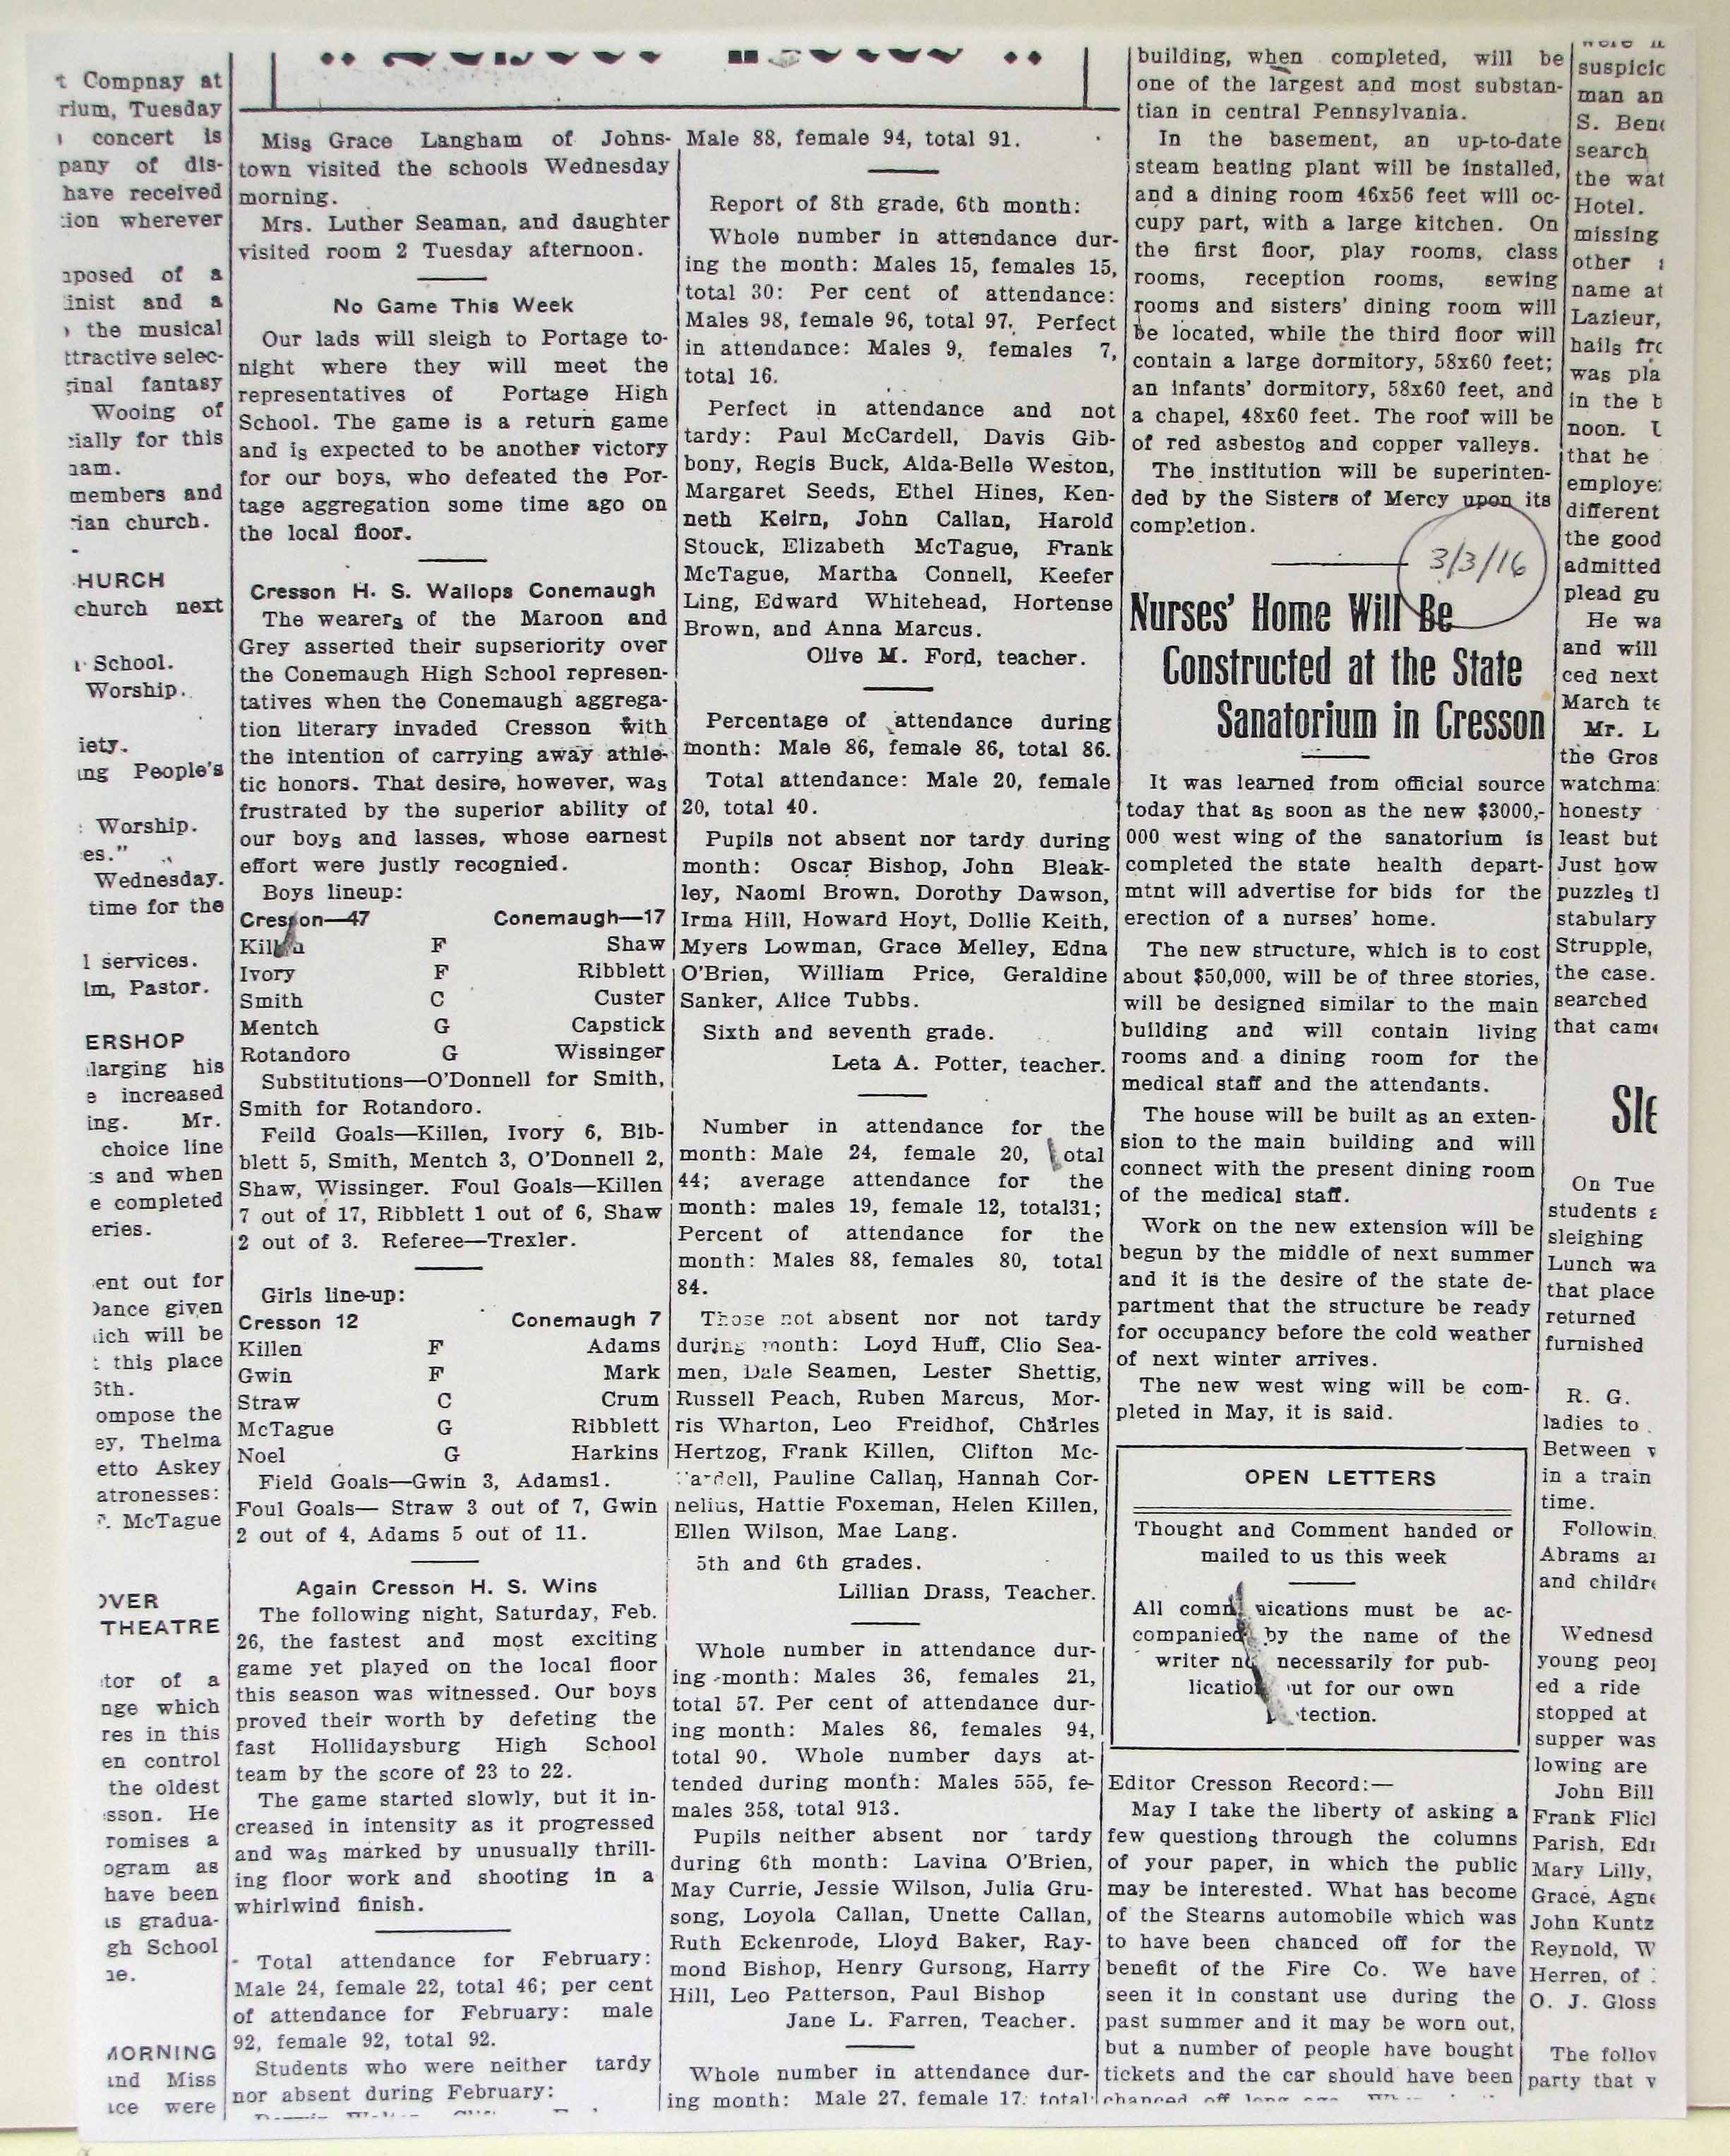 t Compnay at
rium, Tuesday
concert is
pany of dis-
have received
tion wherever
nposed of a
inist and a
the musical
ttractive selec-
ginal fantasy
Wooing of
cially for this
nam.
members and
rian church.
HURCH
church next
School.
Worship.
iety.
ing People's
: Worship.
es."
Wednesday.
time for the
l services.
lm, Pastor.
ERSHOP
larging his
e increased
ing. Mr.
choice line
s and when
e completed
eries.
ent out for
Dance given
ich will be
this place
6th.
ompose the
ey, Thelma
etto Askey
atronesses:
McTague
OVER
THEATRE
tor of a
nge which
res in this
en control
the oldest
sson. He
romises a
ogram as
have been
is gradua-
gh School
ne.
MORNING
and Miss
ice were
Miss Grace Langham of Johns-
town visited the schools Wednesday
morning.
Mrs. Luther Seaman, and daughter
visited room 2 Tuesday afternoon.
No Game This Week
Our lads will sleigh to Portage to-
night where they will meet the
representatives of Portage High
School. The game is a return game
and is expected to be another victory
for our boys, who defeated the Por-
tage aggregation some time ago on
the local floor.
Cresson H. S. Wallops Conemaugh
The wearers of the Maroon and
Grey asserted their supseriority over
the Conemaugh High School represen-
tatives when the Conemaugh aggrega-
tion literary invaded Cresson with
the intention of carrying away athle-
tic honors. That desire, however, was
frustrated by the superior ability of
our boys and lasses, whose earnest
effort were justly recognied.
Boys lineup:
Cresson—47 Conemaugh—17
Killen F Shaw
Ivory F Ribblett
Smith C Custer
Mentch G Capstick
Rotandoro G Wissinger
Substitutions—O'Donnell for Smith,
Smith for Rotandoro.
Feild Goals—Killen, Ivory 6, Bib-
blett 5, Smith, Mentch 3, O'Donnell 2,
Shaw, Wissinger. Foul Goals—Killen
7 out of 17, Ribblett 1 out of 6, Shaw
2 out of 3. Referee—Trexler.
Girls line-up:
Cresson 12 Conemaugh 7
Killen F Adams
Gwin F Mark
Straw C Crum
McTague G Ribblett
Noel G Harkins
Field Goals—Gwin 3, Adams1.
Foul Goals— Straw 3 out of 7, Gwin
2 out of 4, Adams 5 out of 11.
Again Cresson H. S. Wins
The following night, Saturday, Feb.
26, the fastest and most exciting
game yet played on the local floor
this season was witnessed. Our boys
proved their worth by defeting the
fast Hollidaysburg High School
team by the score of 23 to 22.
The game started slowly, but it in-
creased in intensity as it progressed
and was marked by unusually thrill-
ing floor work and shooting in a
whirlwind finish.
Total attendance for February:
Male 24, female 22, total 46; per cent
of attendance for February: male
92, female 92, total 92.
Students who were neither tardy
nor absent during February:
Male 88, female 94, total 91.
Report of 8th grade, 6th month:
Whole number in attendance dur-
ing the month: Males 15, females 15,
total 30: Per cent of attendance:
Males 98, female 96, total 97. Perfect
in attendance: Males 9, females 7,
total 16.
Perfect in attendance and not
tardy: Paul McCardell, Davis Gib-
bony, Regis Buck, Alda-Belle Weston,
Margaret Seeds, Ethel Hines, Ken-
neth Keirn, John Callan, Harold
Stouck, Elizabeth McTague, Frank
McTague, Martha Connell, Keefer
Ling, Edward Whitehead, Hortense
Brown, and Anna Marcus.
Olive M. Ford, teacher.
Percentage of attendance during
month: Male 86, female 86, total 86.
Total attendance: Male 20, female
20, total 40.
Pupils not absent nor tardy during
month: Oscar Bishop, John Bleak-
ley, Naomi Brown, Dorothy Dawson,
Irma Hill, Howard Hoyt, Dollie Keith,
Myers Lowman, Grace Melley, Edna
O'Brien, William Price, Geraldine
Sanker, Alice Tubbs.
Sixth and seventh grade.
Leta A. Potter, teacher.
Number in attendance for the
month: Male 24, female 20, total
44; average attendance for the
month: males 19, female 12, total31;
Percent of attendance for the
month: Males 88, females 80, total
84.
Those not absent nor not tardy
during month: Loyd Huff, Clio Sea-
men, Dale Seamen, Lester Shettig,
Russell Peach, Ruben Marcus, Mor-
ris Wharton, Leo Freidhof, Charles
Hertzog, Frank Killen, Clifton Mc-
Cardell, Pauline Callan, Hannah Cor-
nelius, Hattie Foxeman, Helen Killen,
Ellen Wilson, Mae Lang.
5th and 6th grades.
Lillian Drass, Teacher.
Whole number in attendance dur-
ing month: Males 36, females 21,
total 57. Per cent of attendance dur-
ing month: Males 86, females 94,
total 90. Whole number days at-
tended during month: Males 555, fe-
males 358, total 913.
Pupils neither absent nor tardy
during 6th month: Lavina O'Brien,
May Currie, Jessie Wilson, Julia Gru-
song, Loyola Callan, Unette Callan,
Ruth Eckenrode, Lloyd Baker, Ray-
mond Bishop, Henry Gursong, Harry
Hill, Leo Patterson, Paul Bishop
Jane L. Farren, Teacher.
Whole number in attendance dur-
ing month: Male 27, female 17, total
building, when completed, will be
one of the largest and most substan-
tian in central Pennsylvania.
In the basement, an up-to-date
steam heating plant will be installed,
and a dining room 46x56 feet will oc-
cupy part, with a large kitchen. On
the first floor, play rooms, class
rooms, reception rooms, sewing
rooms and sisters' dining room will
be located, while the third floor will
contain a large dormitory, 58x60 feet;
an infants' dormitory, 58x60 feet, and
a chapel, 48x60 feet. The roof will be
of red asbestos and copper valleys.
The institution will be superinten-
ded by the Sisters of Mercy upon its
completion.
3/3/16
Nurses' Home Will Be
Constructed at the State
Sanatorium in Cresson
It was learned from official source
today that as soon as the new $3000,-
000 west wing of the sanatorium is
completed the state health depart-
mtnt will advertise for bids for the
erection of a nurses' home.
The new structure, which is to cost
about $50,000, will be of three stories,
will be designed similar to the main
building and will contain living
rooms and a dining room for the
medical staff and the attendants.
The house will be built as an exten-
sion to the main building and will
connect with the present dining room
of the medical staff.
Work on the new extension will be
begun by the middle of next summer
and it is the desire of the state de-
partment that the structure be ready
for occupancy before the cold weather
of next winter arrives.
The new west wing will be com-
pleted in May, it is said.
OPEN LETTERS
Thought and Comment handed or
mailed to us this week
All communications must be ac-
companied by the name of the
writer not necessarily for pub-
lication but for our own
tection.
Editor Cresson Record:—
May I take the liberty of asking a
few questions through the columns
of your paper, in which the public
may be interested. What has become
of the Stearns automobile which was
to have been chanced off for the
benefit of the Fire Co. We have
seen it in constant use during the
past summer and it may be worn out,
but a number of people have bought
tickets and the car should have been
chanced off long ago.
suspicic
man an
S. Bene
search
the wat
Hotel.
missing
other
name at
Lazieur,
hails fro
was pla
in the b
noon.
that he
employe
different
the good
admitted
plead gu
He wa
and will
ced next
March te
Mr. L
the Gros
watchma
honesty
least but
Just how
puzzles tl
stabulary
Strupple,
the case.
searched
that came
Sle
On Tue
students a
sleighing
Lunch wa
that place
returned
furnished
R. G.
ladies to
Between v
in a train
time.
Followin
Abrams ar
and childre
Wednesd
young peop
ed a ride
stopped at
supper was
lowing are
John Bill
Frank Flicl
Parish, Edi
Mary Lilly,
Grace, Agne
John Kuntz
Reynold, W
Herren, of
O. J. Gloss
The follov
party that v